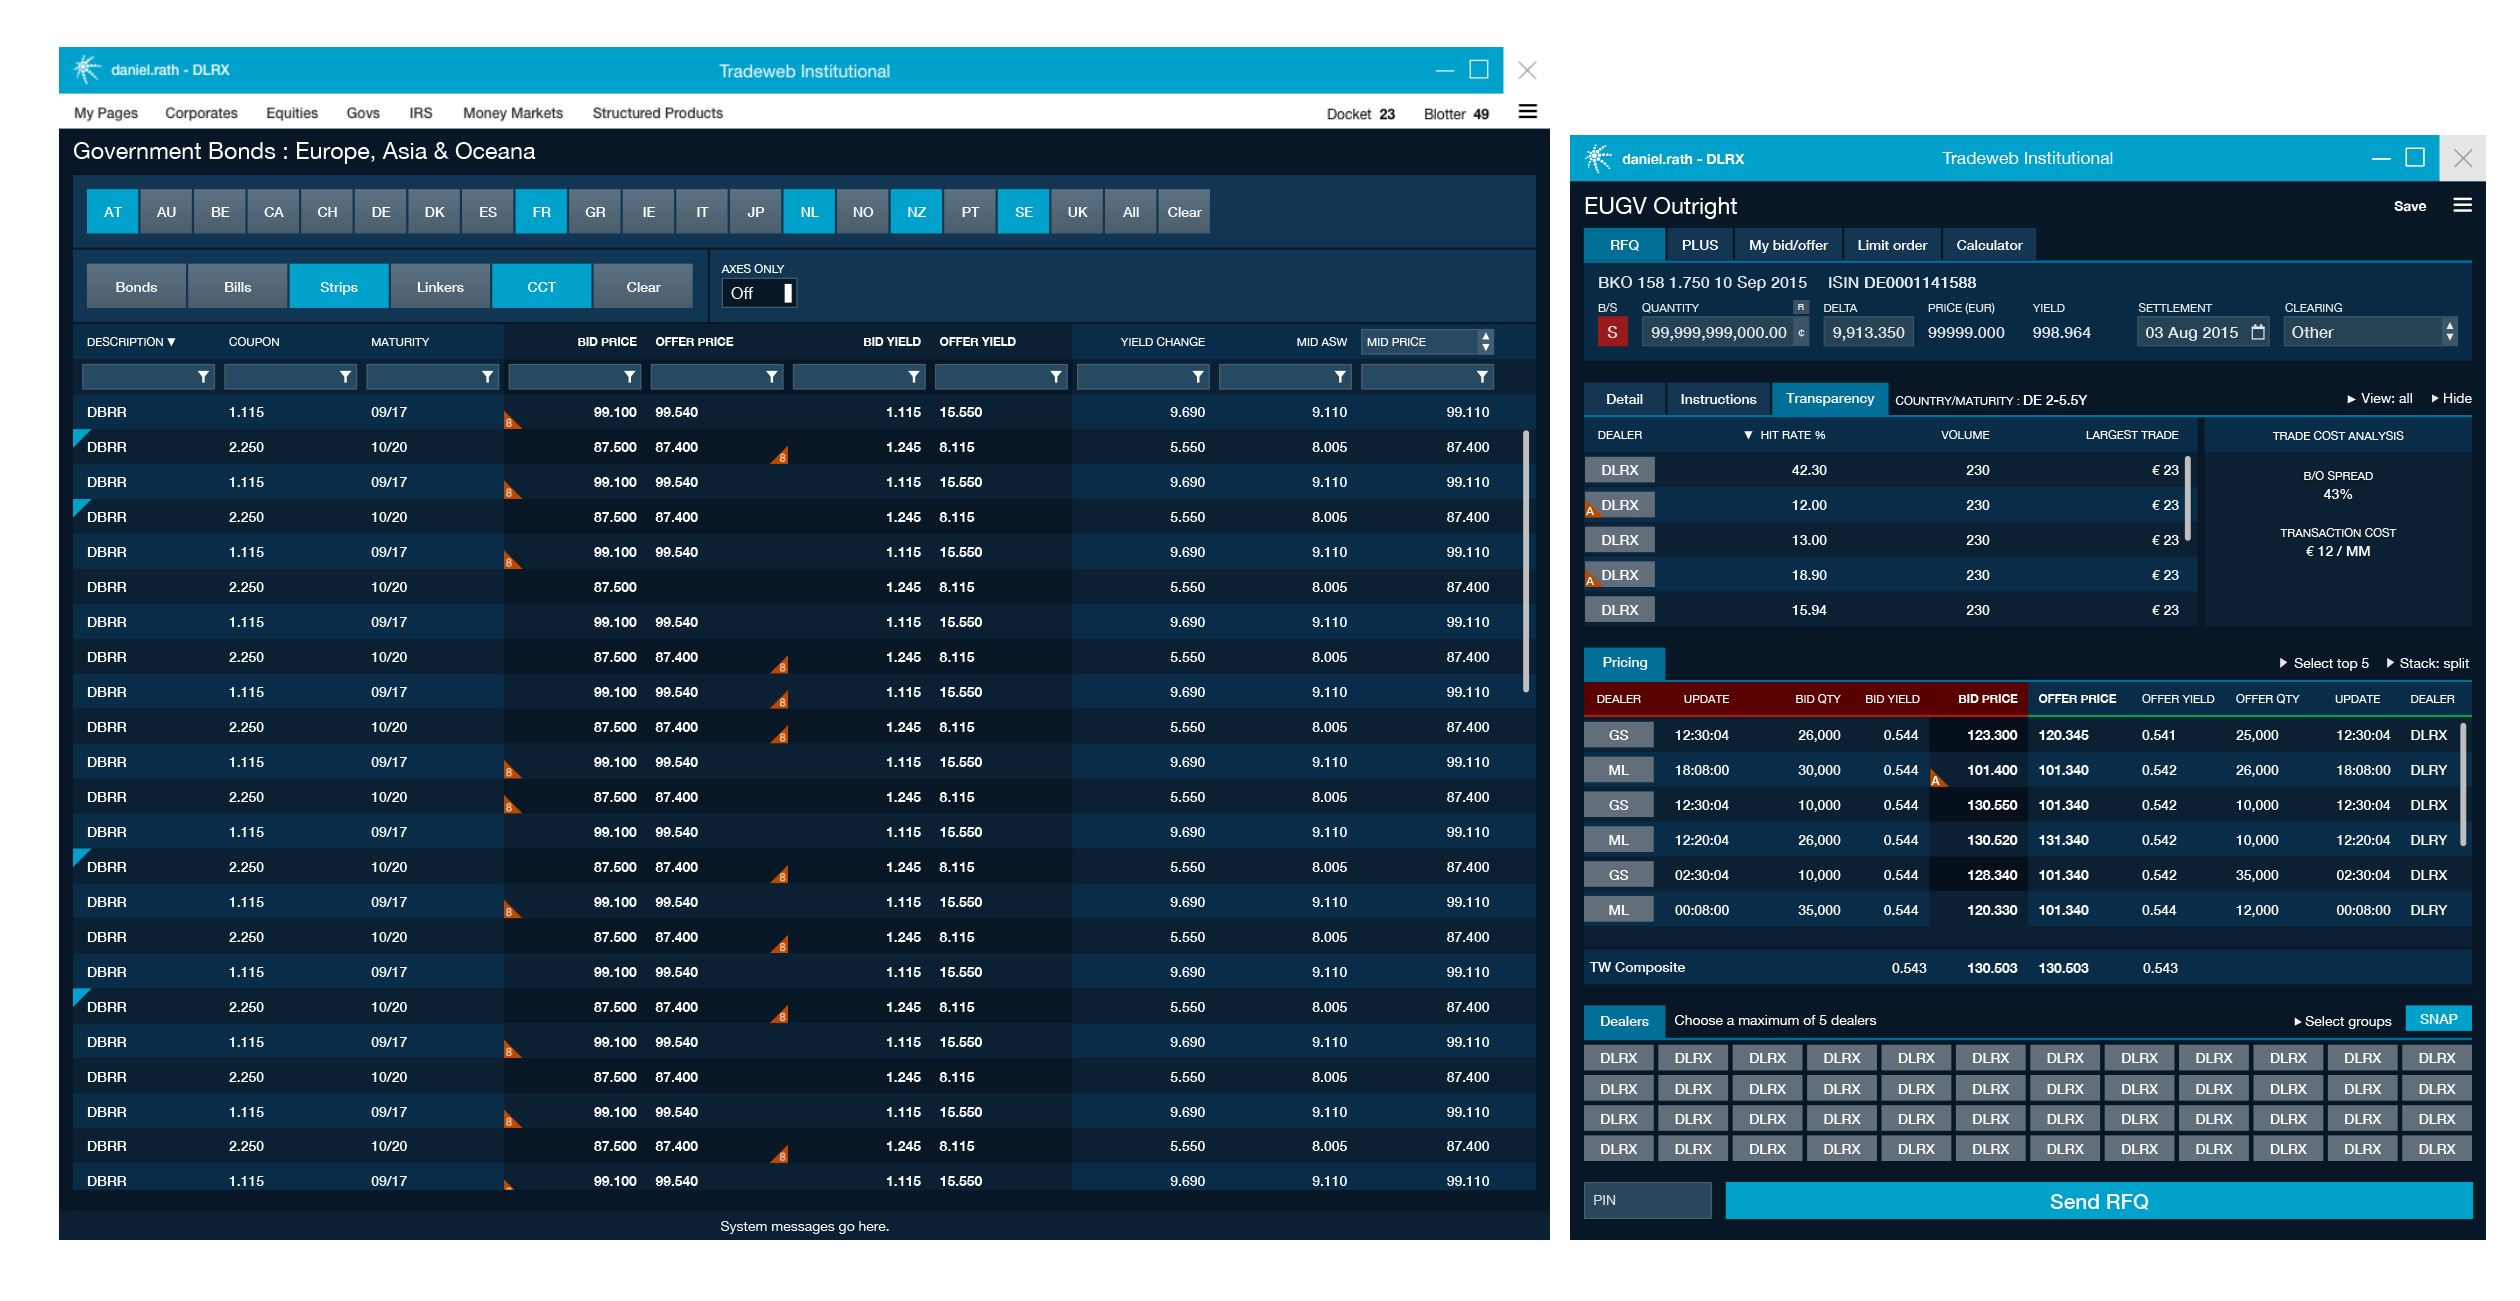 daniel.rath - DLRX Tradeweb Institutional
My Pages Corporates Equities Govs IRS Money Markets Structured Products Docket 23 Blotter 49
Government Bonds : Europe, Asia & Oceana
AT AU BE CA CH DE DK ES FR GR IE IT JP NL NO NZ PT SE UK All Clear
Bonds Bills Strips Linkers CCT Clear
AXES ONLY
Off
DESCRIPTION ▼ COUPON MATURITY BID PRICE OFFER PRICE BID YIELD OFFER YIELD YIELD CHANGE MID ASW MID PRICE
DBRR 1.115 09/17 8 99.100 99.540 1.115 15.550 9.690 9.110 99.110
DBRR 2.250 10/20 87.500 87.400 8 1.245 8.115 5.550 8.005 87.400
DBRR 1.115 09/17 8 99.100 99.540 1.115 15.550 9.690 9.110 99.110
DBRR 2.250 10/20 87.500 87.400 1.245 8.115 5.550 8.005 87.400
DBRR 1.115 09/17 8 99.100 99.540 1.115 15.550 9.690 9.110 99.110
DBRR 2.250 10/20 87.500 1.245 8.115 5.550 8.005 87.400
DBRR 1.115 09/17 99.100 99.540 1.115 15.550 9.690 9.110 99.110
DBRR 2.250 10/20 87.500 87.400 8 1.245 8.115 5.550 8.005 87.400
DBRR 1.115 09/17 99.100 99.540 8 1.115 15.550 9.690 9.110 99.110
DBRR 2.250 10/20 87.500 87.400 8 1.245 8.115 5.550 8.005 87.400
DBRR 1.115 09/17 8 99.100 99.540 1.115 15.550 9.690 9.110 99.110
DBRR 2.250 10/20 8 87.500 87.400 1.245 8.115 5.550 8.005 87.400
DBRR 1.115 09/17 99.100 99.540 1.115 15.550 9.690 9.110 99.110
DBRR 2.250 10/20 87.500 87.400 8 1.245 8.115 5.550 8.005 87.400
DBRR 1.115 09/17 8 99.100 99.540 1.115 15.550 9.690 9.110 99.110
DBRR 2.250 10/20 87.500 87.400 8 1.245 8.115 5.550 8.005 87.400
DBRR 1.115 09/17 99.100 99.540 1.115 15.550 9.690 9.110 99.110
DBRR 2.250 10/20 87.500 87.400 8 1.245 8.115 5.550 8.005 87.400
DBRR 1.115 09/17 8 99.100 99.540 1.115 15.550 9.690 9.110 99.110
DBRR 2.250 10/20 87.500 87.400 1.245 8.115 5.550 8.005 87.400
DBRR 1.115 09/17 8 99.100 99.540 1.115 15.550 9.690 9.110 99.110
DBRR 2.250 10/20 87.500 87.400 8 1.245 8.115 5.550 8.005 87.400
DBRR 1.115 09/17 99.100 99.540 1.115 15.550 9.690 9.110 99.110
System messages go here.
daniel.rath - DLRX Tradeweb Institutional
EUGV Outright Save
RFQ PLUS My bid/offer Limit order Calculator
BKO 158 1.750 10 Sep 2015 ISIN DE0001141588
B/S QUANTITY R DELTA PRICE (EUR) YIELD SETTLEMENT CLEARING
S 99,999,999,000.00 ¢ 9,913.350 99999.000 998.964 03 Aug 2015 Other
Detail Instructions Transparency COUNTRY/MATURITY : DE 2-5.5Y ▶ View: all ▶ Hide
DEALER ▼ HIT RATE % VOLUME LARGEST TRADE TRADE COST ANALYSIS
DLRX 42.30 230 € 23
A DLRX 12.00 230 € 23
DLRX 13.00 230 € 23
A DLRX 18.90 230 € 23
DLRX 15.94 230 € 23
B/O SPREAD
43%
TRANSACTION COST
€ 12 / MM
Pricing ▶ Select top 5 ▶ Stack: split
DEALER UPDATE BID QTY BID YIELD BID PRICE OFFER PRICE OFFER YIELD OFFER QTY UPDATE DEALER
GS 12:30:04 26,000 0.544 123.300 120.345 0.541 25,000 12:30:04 DLRX
ML 18:08:00 30,000 0.544 A 101.400 101.340 0.542 26,000 18:08:00 DLRY
GS 12:30:04 10,000 0.544 130.550 101.340 0.542 10,000 12:30:04 DLRX
ML 12:20:04 26,000 0.544 130.520 131.340 0.542 10,000 12:20:04 DLRY
GS 02:30:04 10,000 0.544 128.340 101.340 0.542 35,000 02:30:04 DLRX
ML 00:08:00 35,000 0.544 120.330 101.340 0.544 12,000 00:08:00 DLRY
TW Composite 0.543 130.503 130.503 0.543
Dealers Choose a maximum of 5 dealers ▶ Select groups SNAP
DLRX DLRX DLRX DLRX DLRX DLRX DLRX DLRX DLRX DLRX DLRX DLRX
DLRX DLRX DLRX DLRX DLRX DLRX DLRX DLRX DLRX DLRX DLRX DLRX
DLRX DLRX DLRX DLRX DLRX DLRX DLRX DLRX DLRX DLRX DLRX DLRX
DLRX DLRX DLRX DLRX DLRX DLRX DLRX DLRX DLRX DLRX DLRX DLRX
PIN Send RFQ